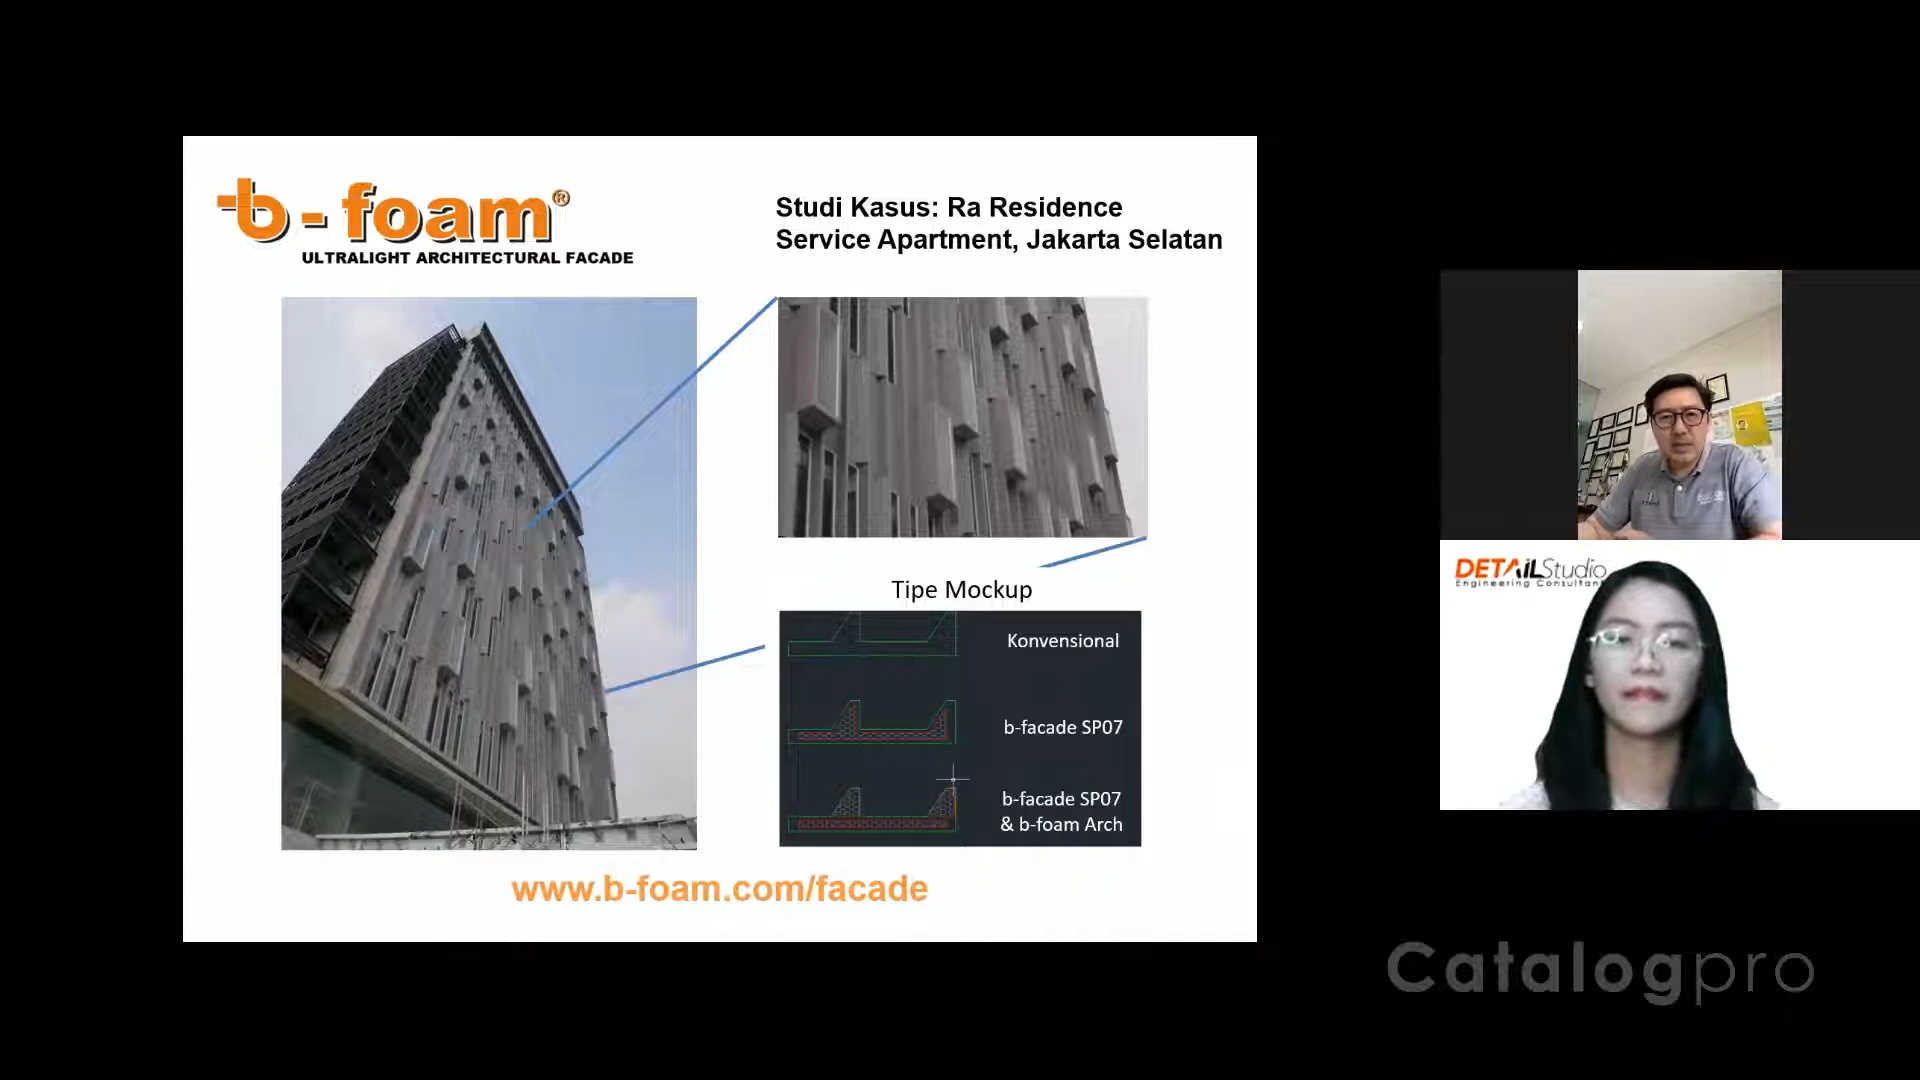 b-foam®
ULTRALIGHT ARCHITECTURAL FACADE
Studi Kasus: Ra Residence
Service Apartment, Jakarta Selatan
Tipe Mockup
Konvensional
b-facade SP07
b-facade SP07
& b-foam Arch
www.b-foam.com/facade
DETAiLStudio
Engineering Consultant
Catalogpro